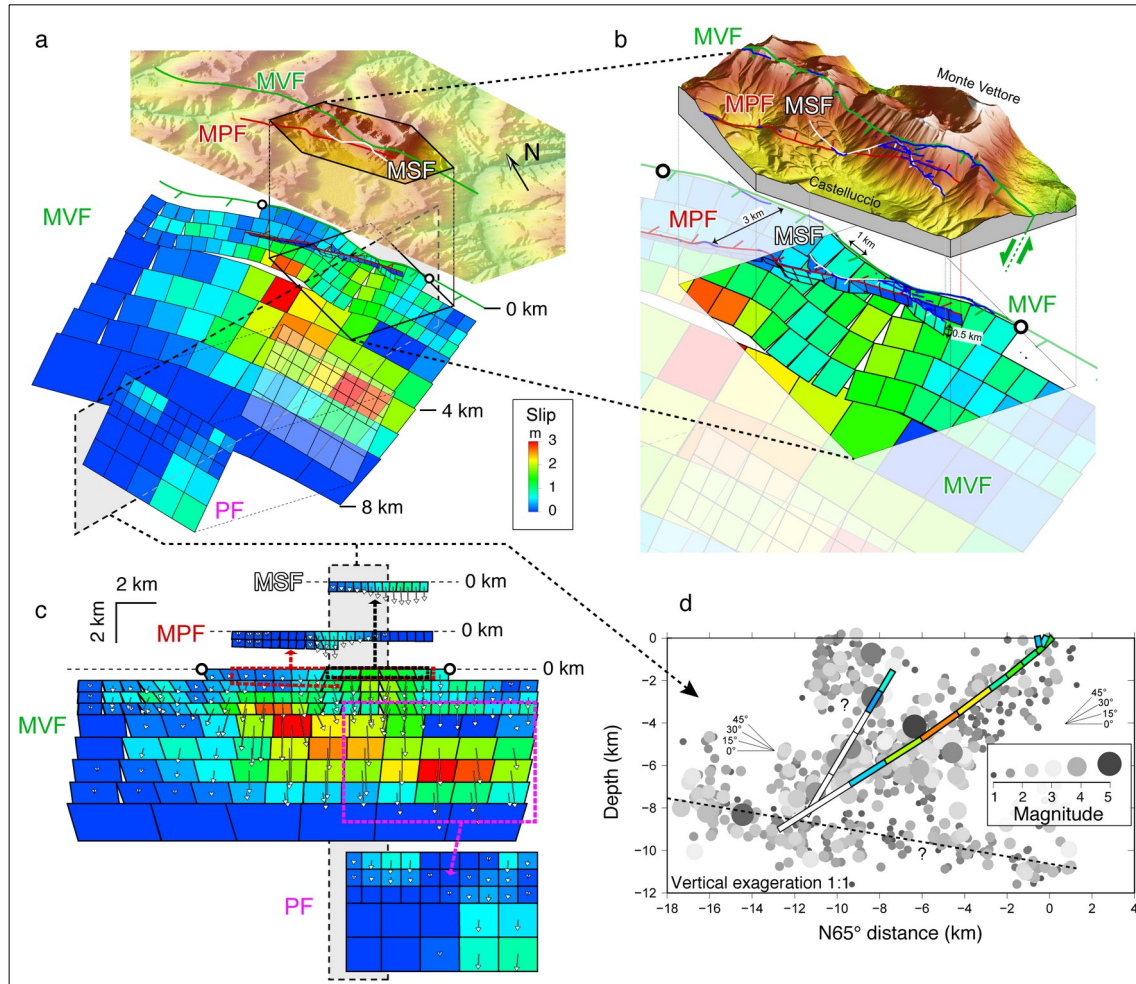 a
MVF
MPF
MSF
N
MVF
0 km
4 km
8 km
PF
Slip
m
3
2
1
0
b
MVF
Monte Vettore
MSF
MPF
Castelluccio
3 km
MPF
MSF
1 km
MVF
0.5 km
MVF
c
2 km
2 km
MSF
0 km
MPF
0 km
0 km
MVF
PF
d
0
−2
−4
−6
−8
−10
−12
Depth (km)
?
45°
30°
15°
0°
45°
30°
15°
0°
1 2 3 4 5
Magnitude
?
Vertical exageration 1:1
−18 −16 −14 −12 −10 −8 −6 −4 −2 0 2 4
N65° distance (km)